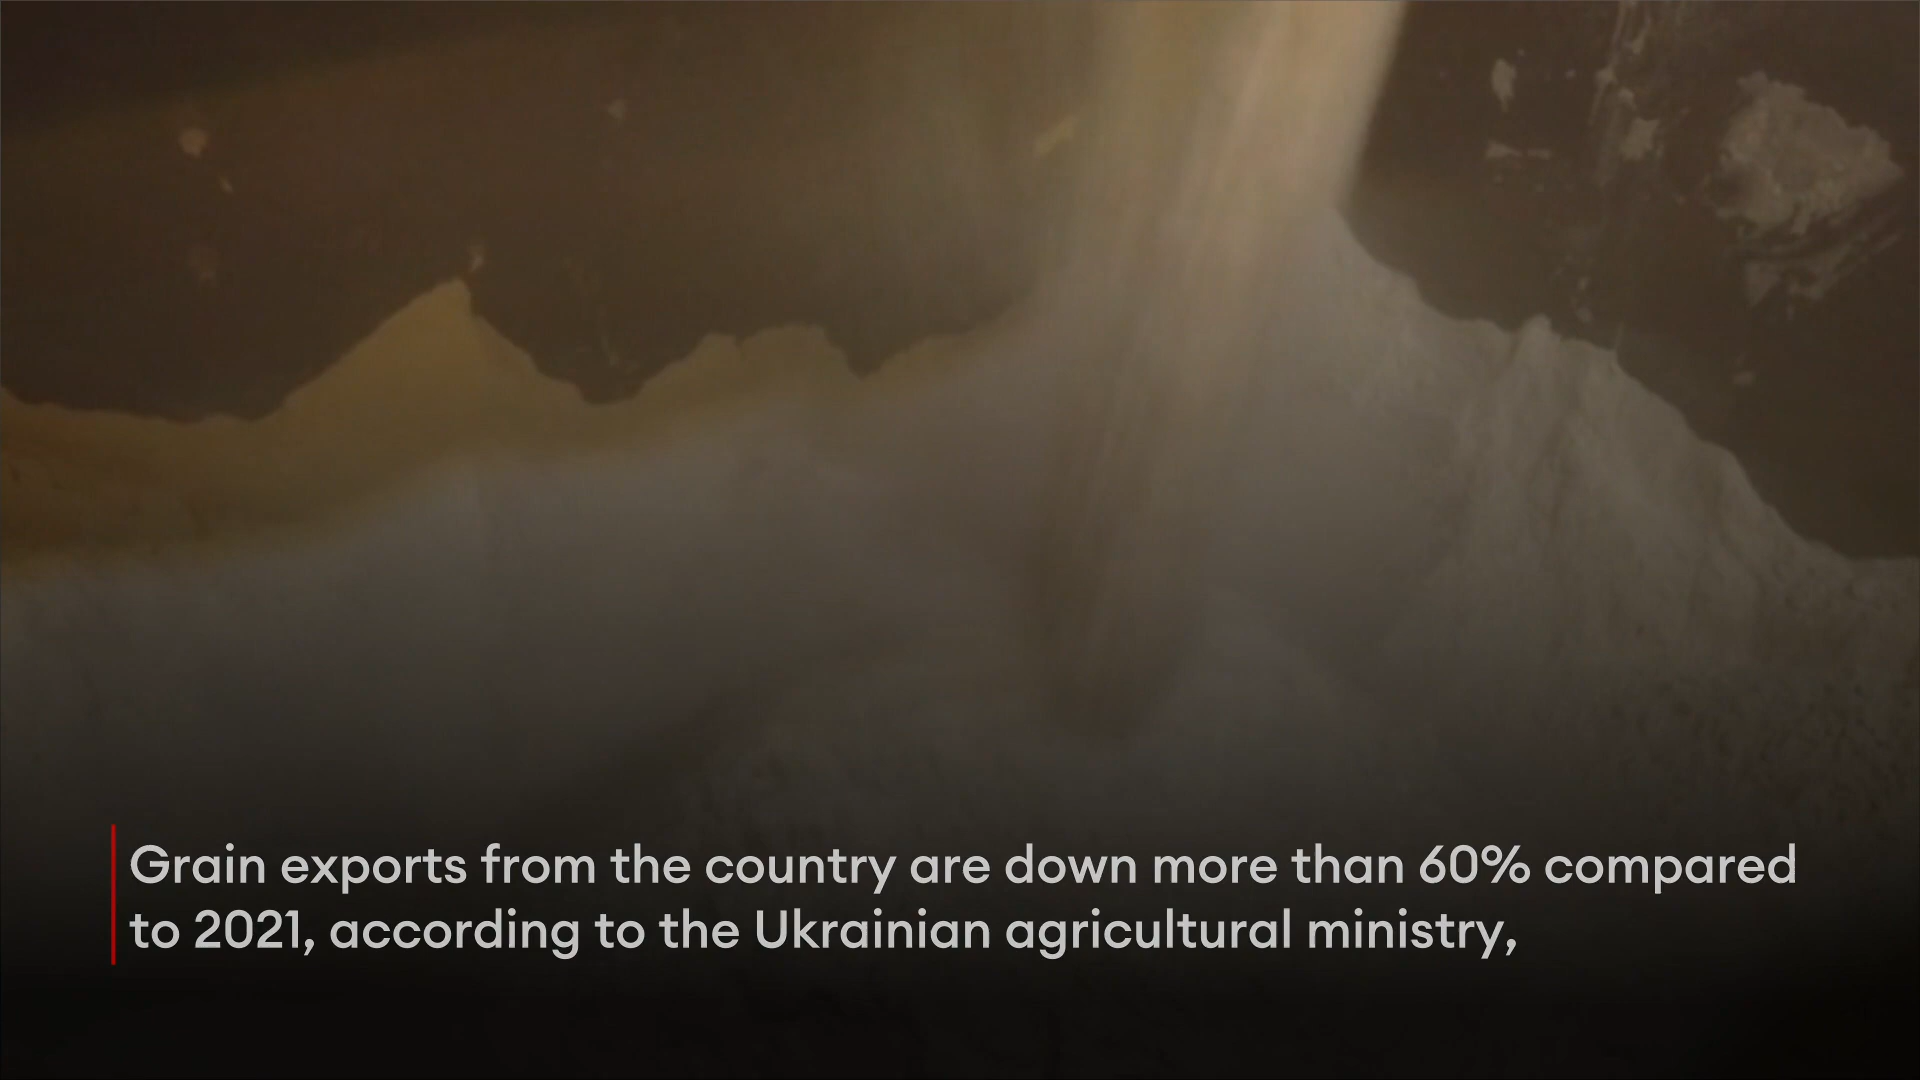 Grain exports from the country are down more than 60% compared
to 2021, according to the Ukrainian agricultural ministry,